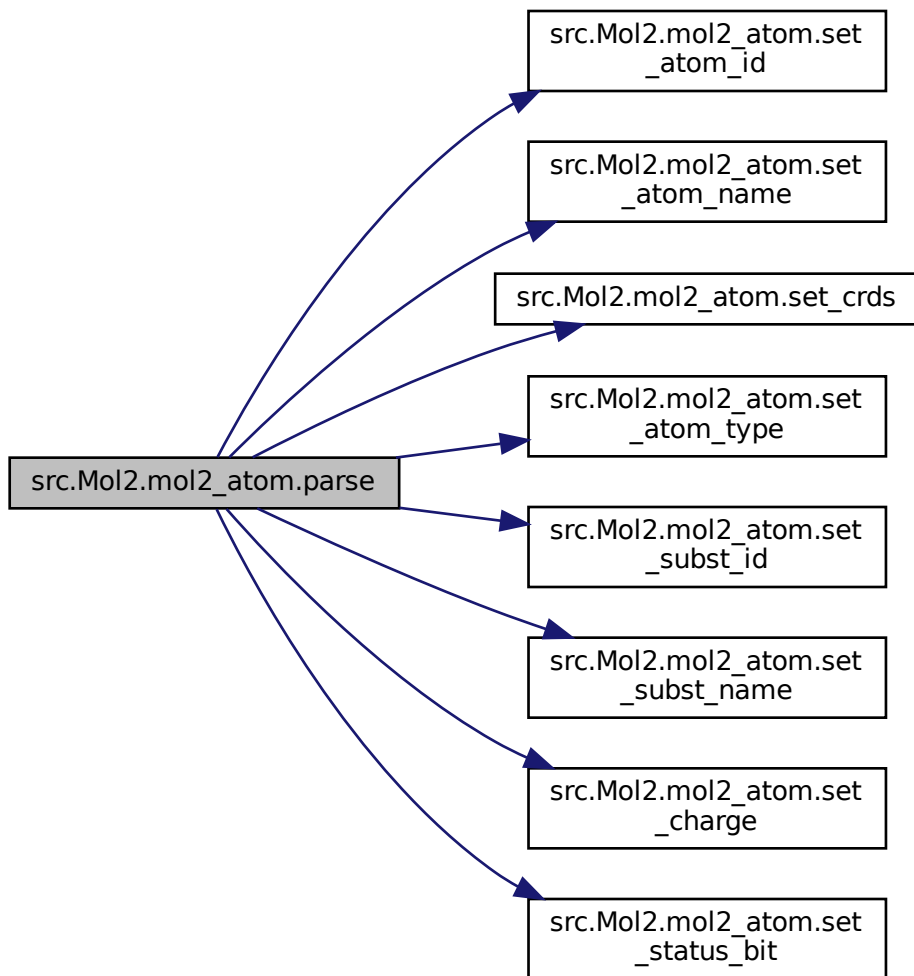 src.Mol2.mol2_atom.set
_atom_id
src.Mol2.mol2_atom.set
_atom_name
src.Mol2.mol2_atom.set_crds
src.Mol2.mol2_atom.set
_atom_type
src.Mol2.mol2_atom.parse
src.Mol2.mol2_atom.set
_subst_id
src.Mol2.mol2_atom.set
_subst_name
src.Mol2.mol2_atom.set
_charge
src.Mol2.mol2_atom.set
_status_bit